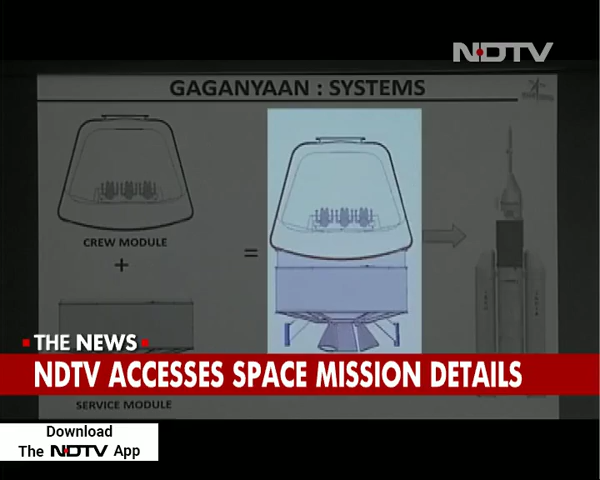 NDTV
GAGANYAAN : SYSTEMS
CREW MODULE
+
=
THE NEWS
NDTV ACCESSES SPACE MISSION DETAILS
SERVICE MODULE
Download
The NDTV App